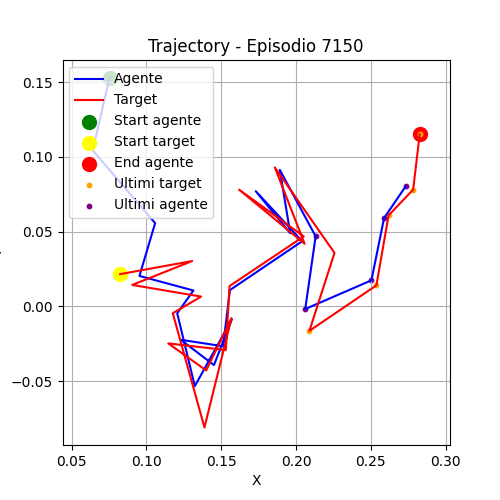 Trajectory - Episodio 7150
Agente
Target
Start agente
Start target
End agente
Ultimi target
Ultimi agente
0.15
0.10
0.05
0.00
−0.05
0.05
0.10
0.15
0.20
0.25
0.30
X